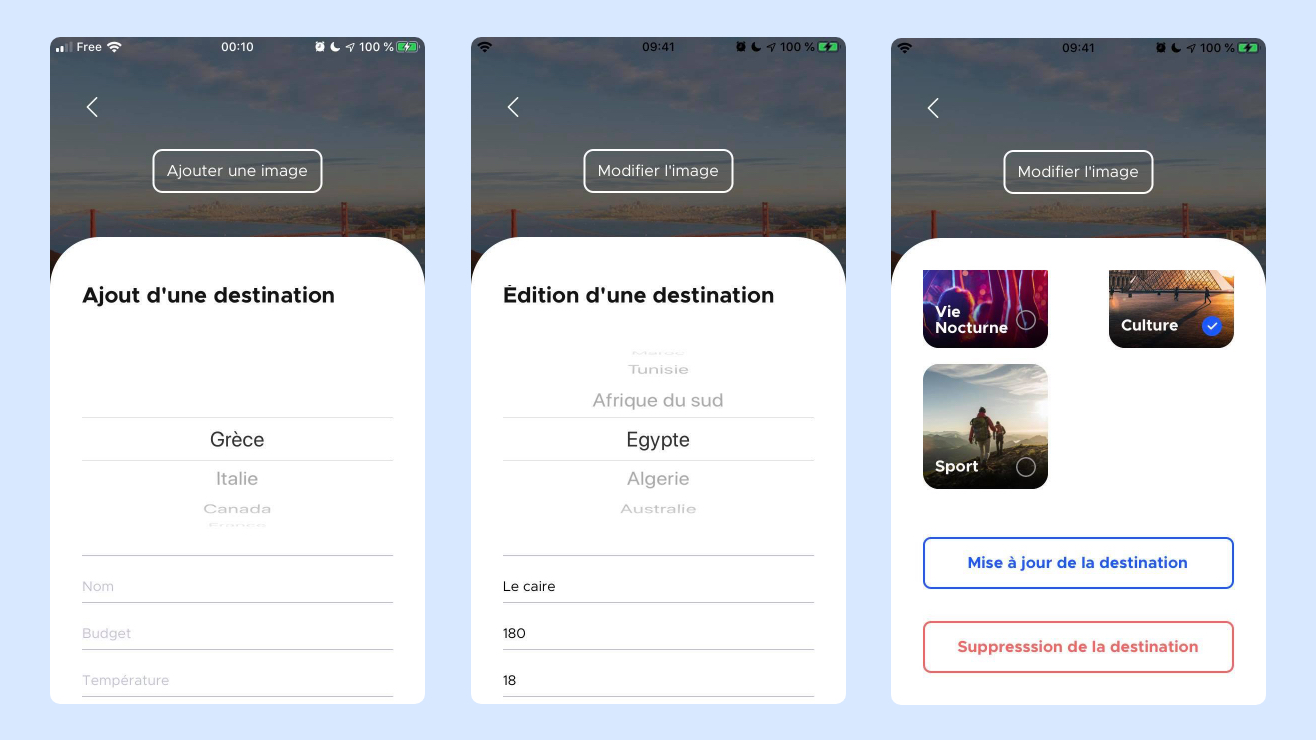 Free 00:10 100 %
Ajouter une image
Ajout d'une destination
Grèce
Italie
Canada
France
Nom
Budget
Température
09:41 100 %
Modifier l'image
Édition d'une destination
Maroc
Tunisie
Afrique du sud
Egypte
Algerie
Australie
Le caire
180
18
09:41 100 %
Modifier l'image
Vie
Nocturne
Culture
Sport
Mise à jour de la destination
Suppresssion de la destination